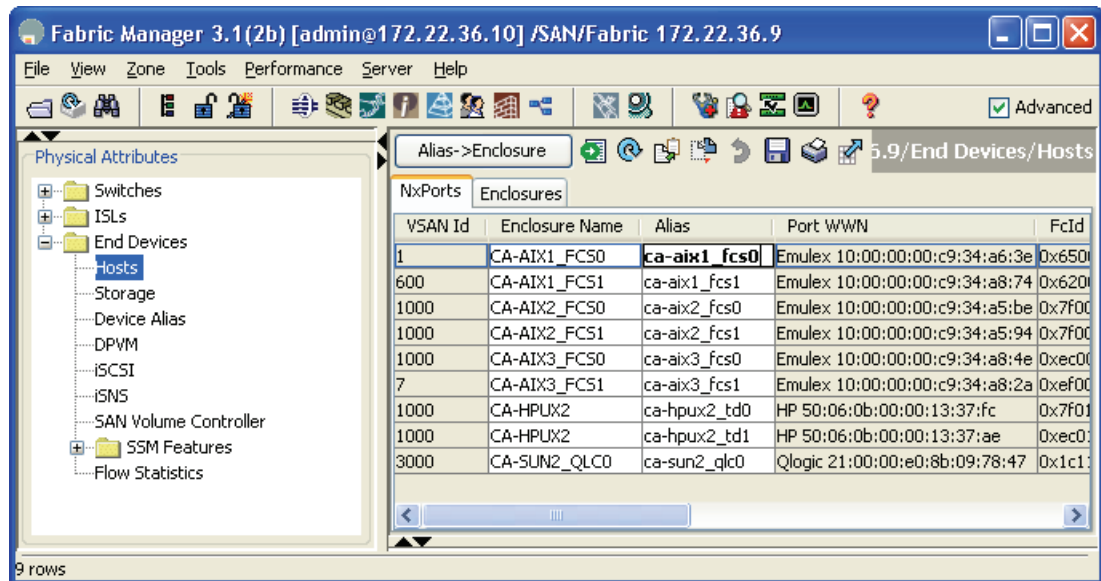 Fabric Manager 3.1(2b) [admin@172.22.36.10] /SAN/Fabric 172.22.36.9
File View Zone Tools Performance Server Help
Advanced
Physical Attributes
Switches
ISLs
End Devices
Hosts
Storage
Device Alias
DPVM
iSCSI
iSNS
SAN Volume Controller
SSM Features
Flow Statistics
Alias->Enclosure
5.9/End Devices/Hosts
NxPorts Enclosures
VSAN Id Enclosure Name Alias Port WWN FcId
1 CA-AIX1_FCS0 ca-aix1_fcs0 Emulex 10:00:00:00:c9:34:a6:3e 0x650
600 CA-AIX1_FCS1 ca-aix1_fcs1 Emulex 10:00:00:00:c9:34:a8:74 0x620
1000 CA-AIX2_FCS0 ca-aix2_fcs0 Emulex 10:00:00:00:c9:34:a5:be 0x7f0
1000 CA-AIX2_FCS1 ca-aix2_fcs1 Emulex 10:00:00:00:c9:34:a5:94 0x7f0
1000 CA-AIX3_FCS0 ca-aix3_fcs0 Emulex 10:00:00:00:c9:34:a8:4e 0xec0
7 CA-AIX3_FCS1 ca-aix3_fcs1 Emulex 10:00:00:00:c9:34:a8:2a 0xef0
1000 CA-HPUX2 ca-hpux2_td0 HP 50:06:0b:00:00:13:37:fc 0x7f01
1000 CA-HPUX2 ca-hpux2_td1 HP 50:06:0b:00:00:13:37:ae 0xec0
3000 CA-SUN2_QLC0 ca-sun2_qlc0 Qlogic 21:00:00:e0:8b:09:78:47 0x1c1
9 rows